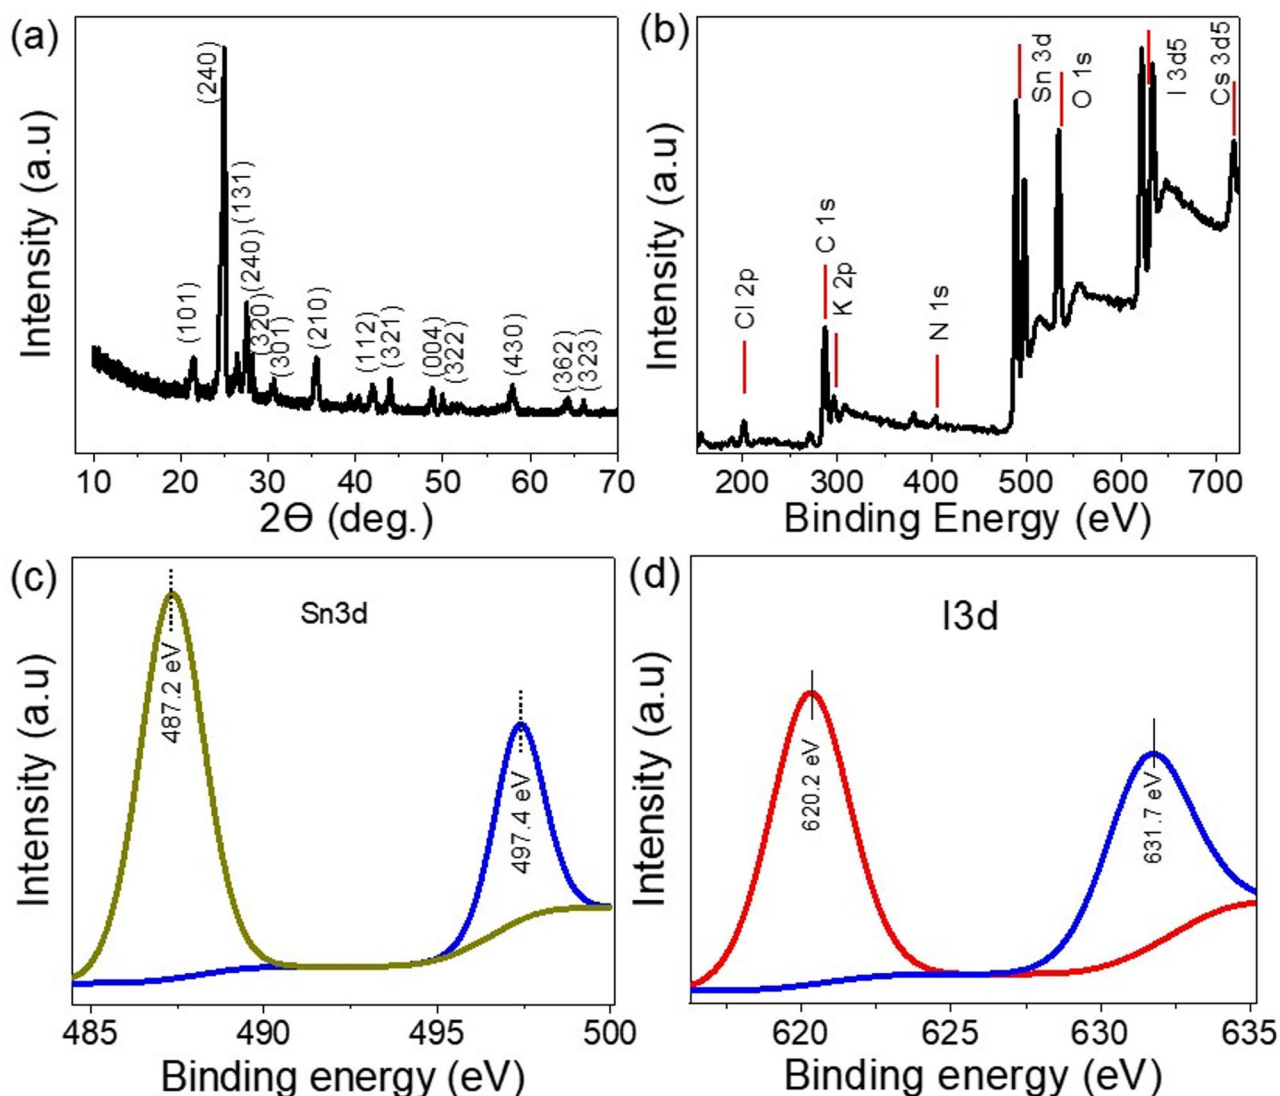 (a)
Intensity (a.u)
(101)
(240)
(131)
(240)
(320)
(301)
(210)
(112)
(321)
(004)
(322)
(430)
(362)
(323)
10 20 30 40 50 60 70
2Θ (deg.)
(b)
Intensity (a.u)
Cl 2p
C 1s
K 2p
N 1s
Sn 3d
O 1s
I 3d5
Cs 3d5
200 300 400 500 600 700
Binding Energy (eV)
(c)
Intensity (a.u)
Sn3d
487.2 eV
497.4 eV
485 490 495 500
Binding energy (eV)
(d)
Intensity (a.u)
I3d
620.2 eV
631.7 eV
620 625 630 635
Binding energy (eV)